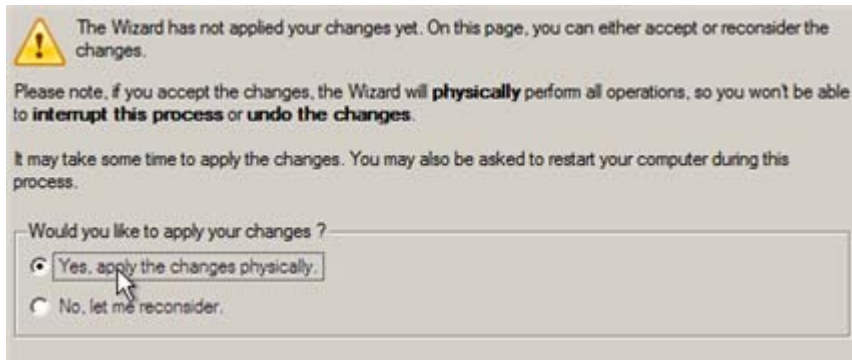 The Wizard has not applied your changes yet. On this page, you can either accept or reconsider the
changes.
Please note, if you accept the changes, the Wizard will physically perform all operations, so you won't be able
to interrupt this process or undo the changes.
It may take some time to apply the changes. You may also be asked to restart your computer during this
process.
Would you like to apply your changes ?
Yes, apply the changes physically.
No, let me reconsider.